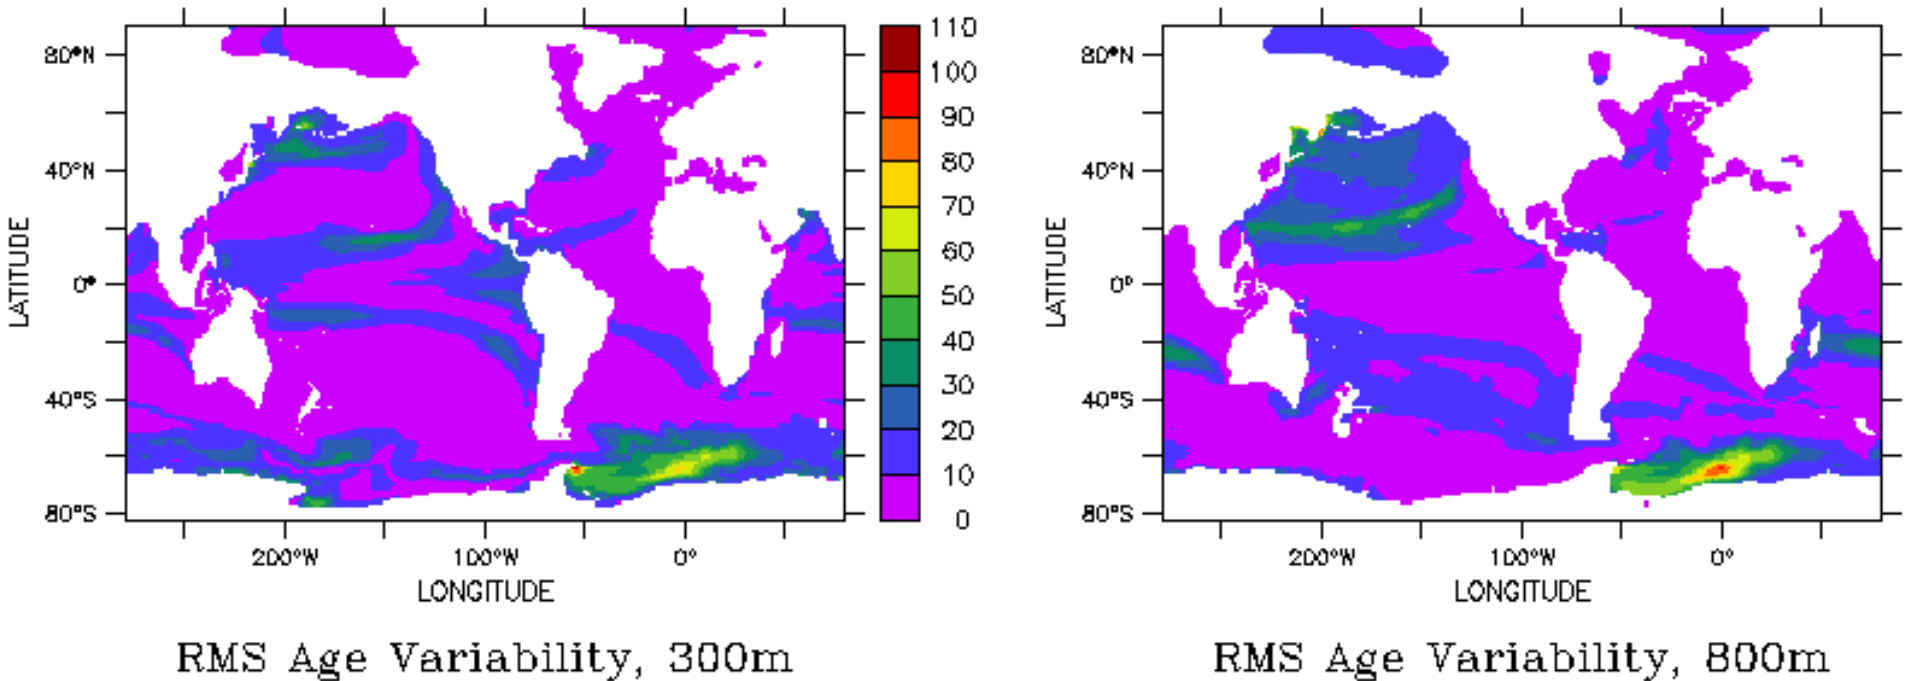 80°N
40°N
0°
40°S
80°S
LATITUDE
200°W 100°W 0°
LONGITUDE
RMS Age Variability, 300m
110
100
90
80
70
60
50
40
30
20
10
0
80°N
40°N
0°
40°S
80°S
LATITUDE
200°W 100°W 0°
LONGITUDE
RMS Age Variability, 800m